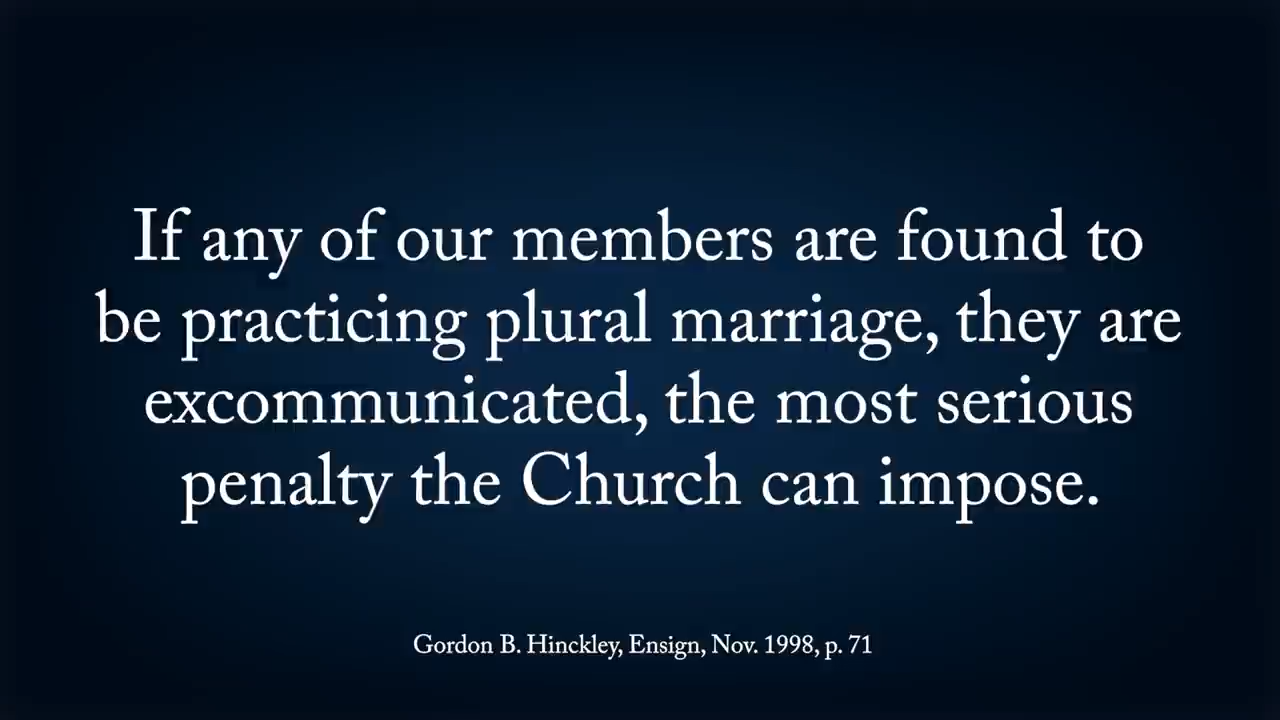 If any of our members are found to
be practicing plural marriage, they are
excommunicated, the most serious
penalty the Church can impose.
Gordon B. Hinckley, Ensign, Nov. 1998, p. 71